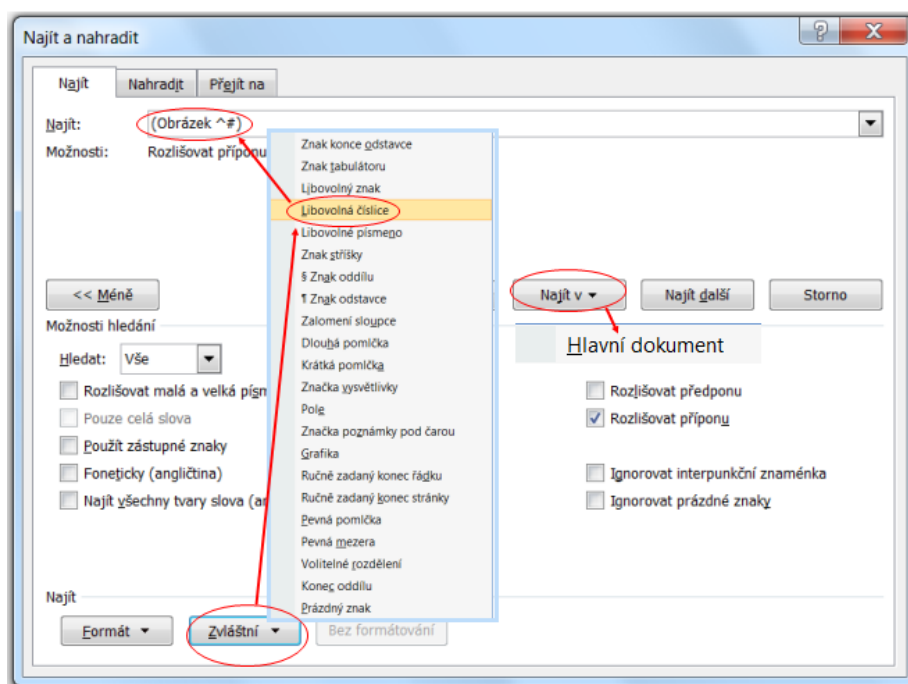 Najít a nahradit
Najít
Nahradit
Přejít na
Najít:
(Obrázek ^#)
Možnosti:
Rozlišovat příponu
Znak konce odstavce
Znak tabulátoru
Libovolný znak
Libovolná číslice
Libovolné písmeno
Znak stříšky
§ Znak oddílu
¶ Znak odstavce
Zalomení sloupce
Dlouhá pomlčka
Krátká pomlčka
Značka vysvětlivky
Pole
Značka poznámky pod čarou
Grafika
Ručně zadaný konec řádku
Ručně zadaný konec stránky
Pevná pomlčka
Pevná mezera
Volitelné rozdělení
Konec oddílu
Prázdný znak
<< Méně
Najít v
Najít další
Storno
Hlavní dokument
Možnosti hledání
Hledat:
Vše
Rozlišovat malá a velká písm
Pouze celá slova
Použít zástupné znaky
Foneticky (angličtina)
Najít všechny tvary slova (an
Rozlišovat předponu
Rozlišovat příponu
Ignorovat interpunkční znaménka
Ignorovat prázdné znaky
Najít
Formát
Zvláštní
Bez formátování